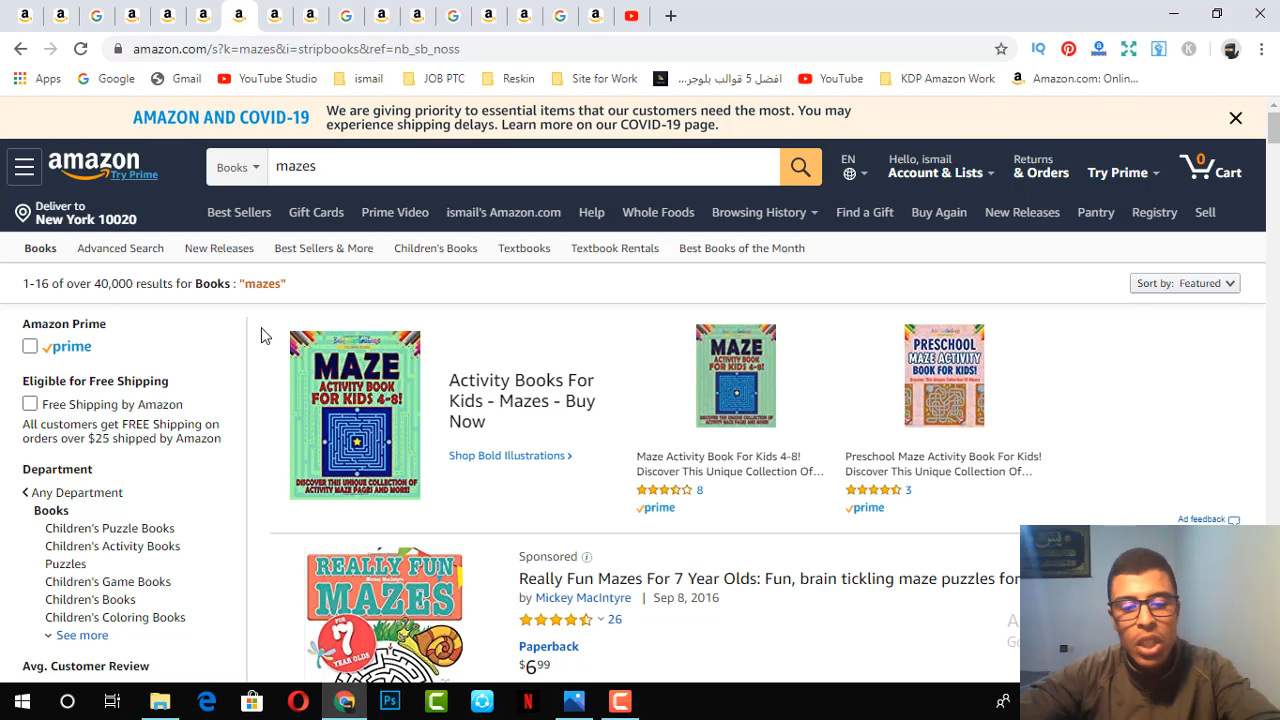 amazon.com/s?k=mazes&i=stripbooks&ref=nb_sb_noss
Apps Google Gmail YouTube Studio ismail JOB PTC Reskin Site for Work افضل 5 قوالب بلوجر... YouTube KDP Amazon Work Amazon.com: Onlin...
AMAZON AND COVID-19 We are giving priority to essential items that our customers need the most. You may
experience shipping delays. Learn more on our COVID-19 page.
amazon
Try Prime
Books mazes
EN
Hello, ismail
Account & Lists
Returns
& Orders
Try Prime
0
Cart
Deliver to
New York 10020
Best Sellers Gift Cards Prime Video ismail's Amazon.com Help Whole Foods Browsing History Find a Gift Buy Again New Releases Pantry Registry Sell
Books Advanced Search New Releases Best Sellers & More Children's Books Textbooks Textbook Rentals Best Books of the Month
1-16 of over 40,000 results for Books : "mazes"
Sort by: Featured
Amazon Prime
prime
Eligible for Free Shipping
Free Shipping by Amazon
All customers get FREE Shipping on
orders over $25 shipped by Amazon
Department
Any Department
Books
Children's Puzzle Books
Children's Activity Books
Puzzles
Children's Game Books
Children's Books
Children's Coloring Books
See more
Avg. Customer Review
MAZE
ACTIVITY BOOK
FOR KIDS 4-8!
DISCOVER THIS UNIQUE COLLECTION OF
ACTIVITY MAZE PAGES AND MORE!
Activity Books For
Kids - Mazes - Buy
Now
Shop Bold Illustrations
MAZE
ACTIVITY BOOK
FOR KIDS 4-8!
Maze Activity Book For Kids 4-8!
Discover This Unique Collection Of...
8
prime
PRESCHOOL
MAZE ACTIVITY
BOOK FOR KIDS!
Preschool Maze Activity Book For Kids!
Discover This Unique Collection Of...
3
prime
Ad feedback
REALLY FUN
Mickey MacIntyre
MAZES
FOR
7
YEAR OLDS
Sponsored
Really Fun Mazes For 7 Year Olds: Fun, brain tickling maze puzzles for
by Mickey MacIntyre | Sep 8, 2016
26
Paperback
$6.99